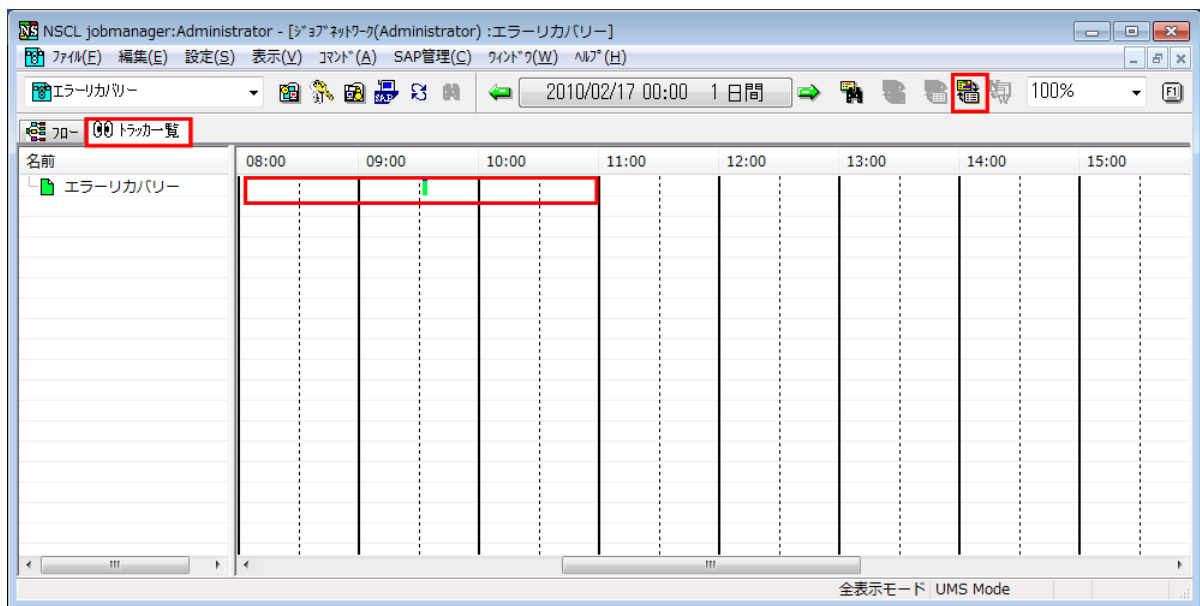 NS NSCL jobmanager:Administrator - [ｼﾞｮﾌﾞﾈｯﾄﾜｰｸ(Administrator) :エラーリカバリー]
ﾌｧｲﾙ(F) 編集(E) 設定(S) 表示(V) ｺﾏﾝﾄﾞ(A) SAP管理(C) ｳｨﾝﾄﾞｳ(W) ﾍﾙﾌﾟ(H)
ｴﾗｰﾘｶﾊﾞﾘｰ SAP 2010/02/17 00:00 1 日間 100% F1
ﾌﾛｰ ﾄﾗｯｶ一覧
名前 08:00 09:00 10:00 11:00 12:00 13:00 14:00 15:00
エラーリカバリー
全表示モード UMS Mode